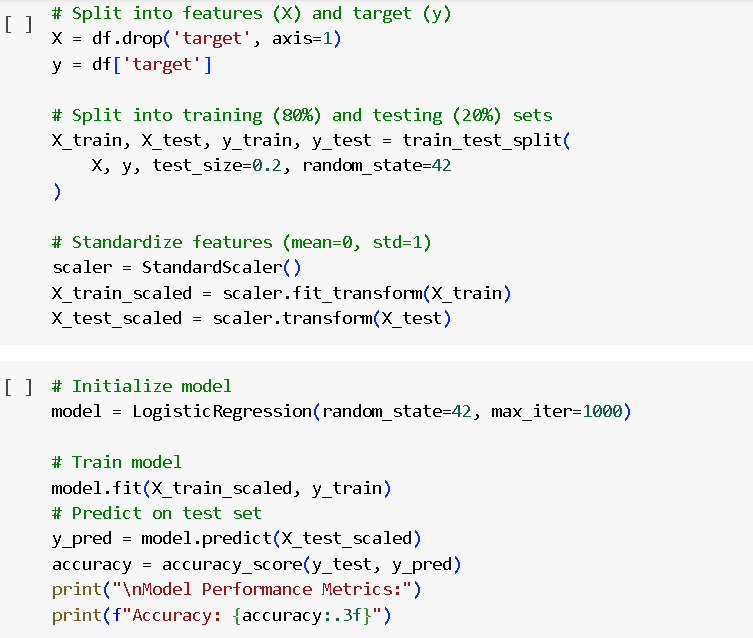 [ ]
# Split into features (X) and target (y)
X = df.drop('target', axis=1)
y = df['target']
# Split into training (80%) and testing (20%) sets
X_train, X_test, y_train, y_test = train_test_split(
    X, y, test_size=0.2, random_state=42
)
# Standardize features (mean=0, std=1)
scaler = StandardScaler()
X_train_scaled = scaler.fit_transform(X_train)
X_test_scaled = scaler.transform(X_test)
[ ]
# Initialize model
model = LogisticRegression(random_state=42, max_iter=1000)
# Train model
model.fit(X_train_scaled, y_train)
# Predict on test set
y_pred = model.predict(X_test_scaled)
accuracy = accuracy_score(y_test, y_pred)
print("\nModel Performance Metrics:")
print(f"Accuracy: {accuracy:.3f}")